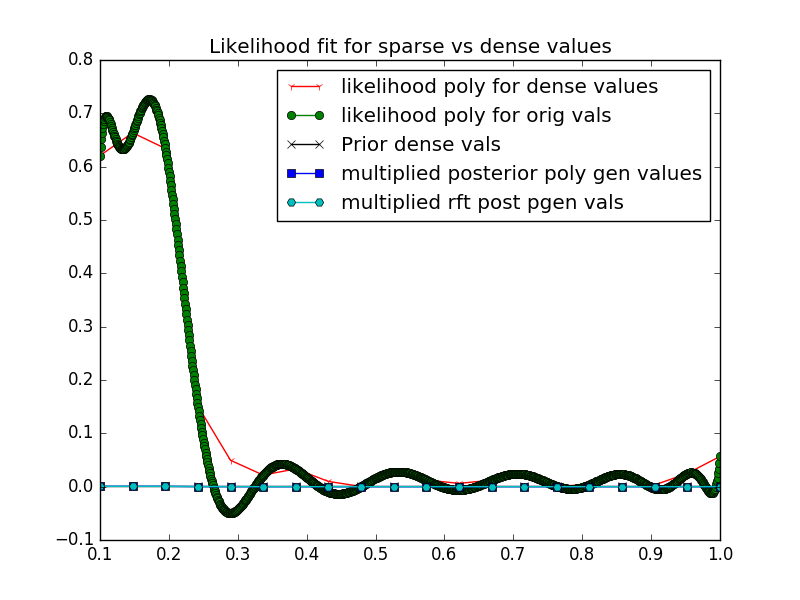 Likelihood fit for sparse vs dense values
likelihood poly for dense values
likelihood poly for orig vals
Prior dense vals
multiplied posterior poly gen values
multiplied rft post pgen vals
0.8
0.7
0.6
0.5
0.4
0.3
0.2
0.1
0.0
−0.1
0.1 0.2 0.3 0.4 0.5 0.6 0.7 0.8 0.9 1.0